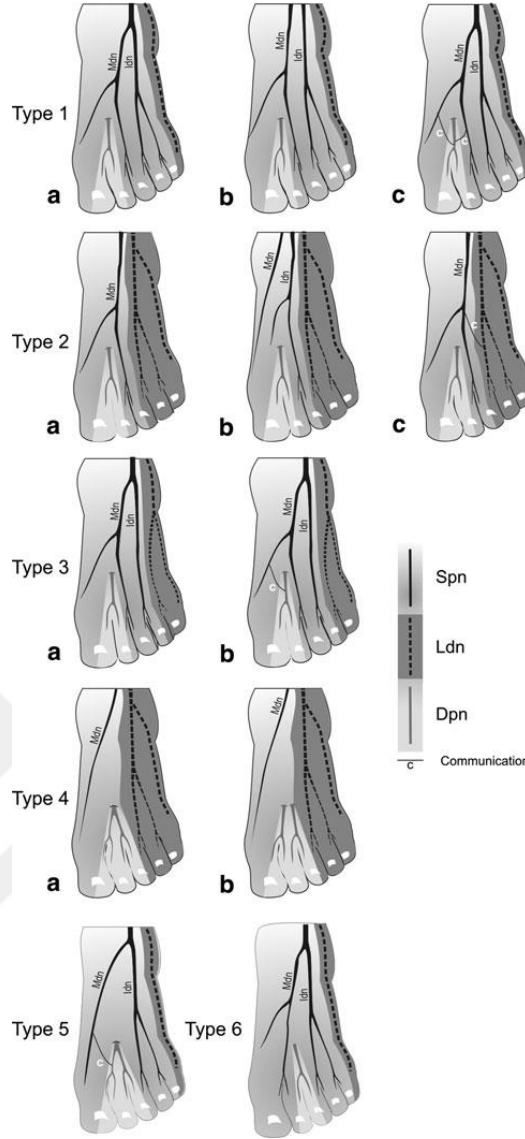 Mdn Idn Mdn Idn Mdn Idn
Type 1
c c
a b c
Mdn Mdn Idn Mdn
Type 2
c
a b c
Mdn Idn Mdn Idn
Type 3
c
a b
Spn
Ldn
Dpn
c Communication
Mdn Mdn
Type 4
a b
Mdn Idn Mdn Idn
Type 5 Type 6
c